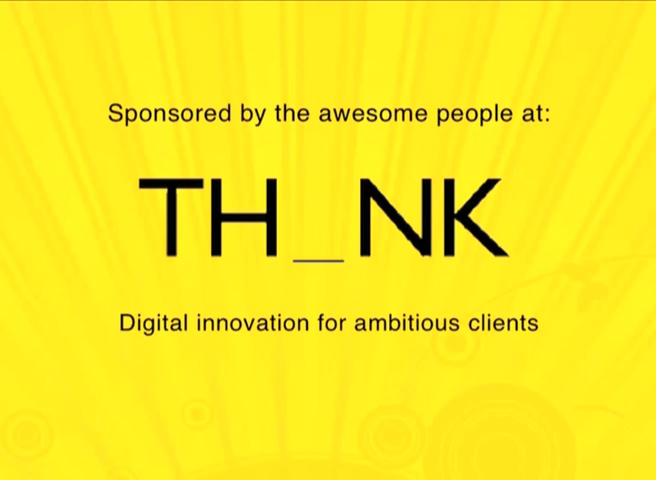 Sponsored by the awesome people at:
TH_NK
Digital innovation for ambitious clients